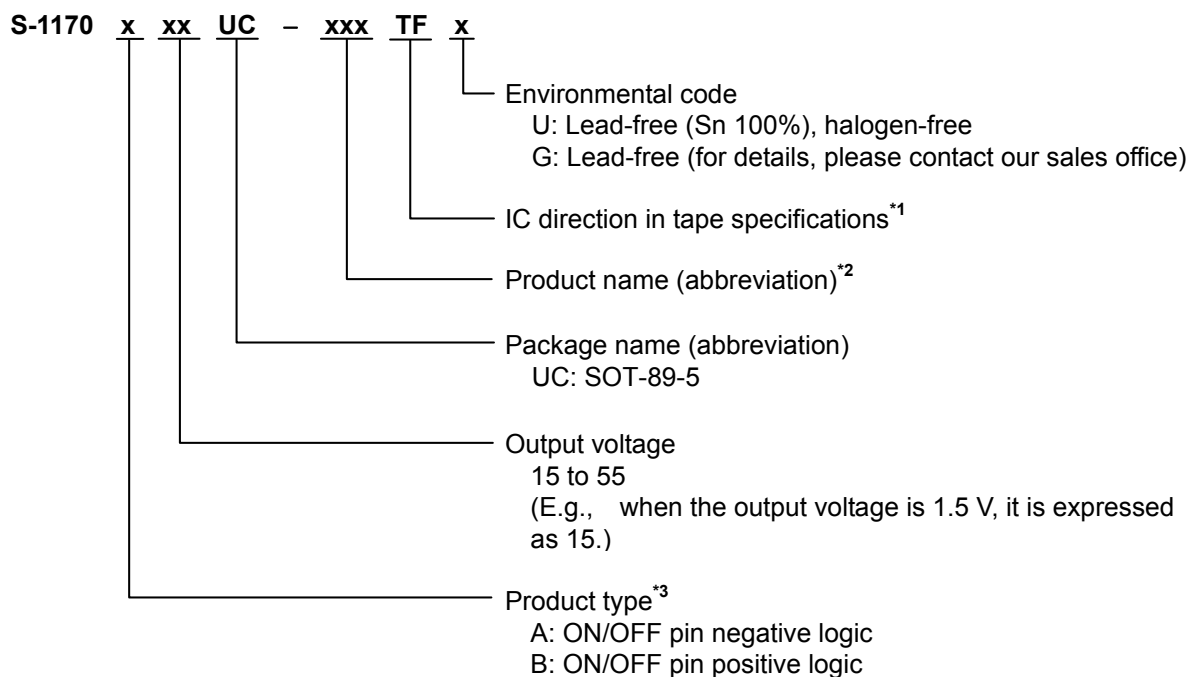 S-1170 x xx UC – xxx TF x
Environmental code
U: Lead-free (Sn 100%), halogen-free
G: Lead-free (for details, please contact our sales office)
IC direction in tape specifications*1
Product name (abbreviation)*2
Package name (abbreviation)
UC: SOT-89-5
Output voltage
15 to 55
(E.g., when the output voltage is 1.5 V, it is expressed
as 15.)
Product type*3
A: ON/OFF pin negative logic
B: ON/OFF pin positive logic